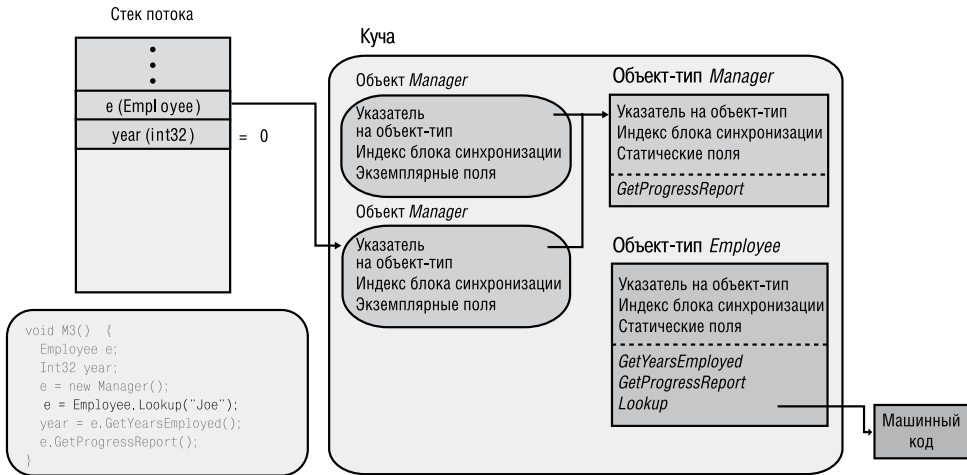 Стек потока
e (Employee)
year (int32)
= 0
Куча
Объект Manager
Указатель
на объект-тип
Индекс блока синхронизации
Экземплярные поля
Объект Manager
Указатель
на объект-тип
Индекс блока синхронизации
Экземплярные поля
Объект-тип Manager
Указатель на объект-тип
Индекс блока синхронизации
Статические поля
GetProgressReport
Объект-тип Employee
Указатель на объект-тип
Индекс блока синхронизации
Статические поля
GetYearsEmployed
GetProgressReport
Lookup
Машинный
код
void M3() {
Employee e;
Int32 year;
e = new Manager();
e = Employee.Lookup("Joe");
year = e.GetYearsEmployed();
e.GetProgressReport();
}